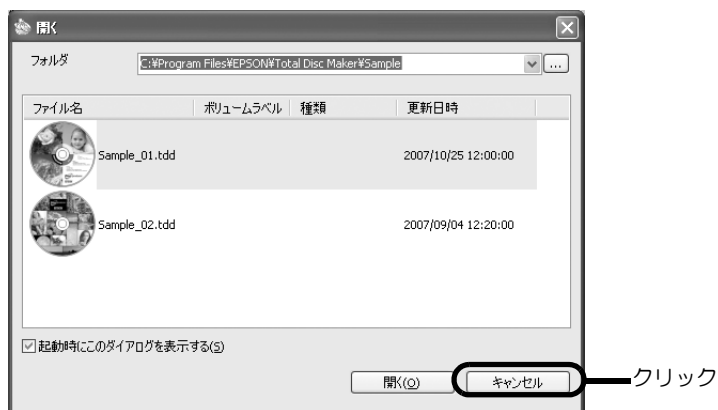 開く
フォルダ
C:¥Program Files¥EPSON¥Total Disc Maker¥Sample
...
ファイル名 ボリュームラベル 種類 更新日時
Sample_01.tdd 2007/10/25 12:00:00
Sample_02.tdd 2007/09/04 12:20:00
起動時にこのダイアログを表示する(S)
開く(O) キャンセル
クリック